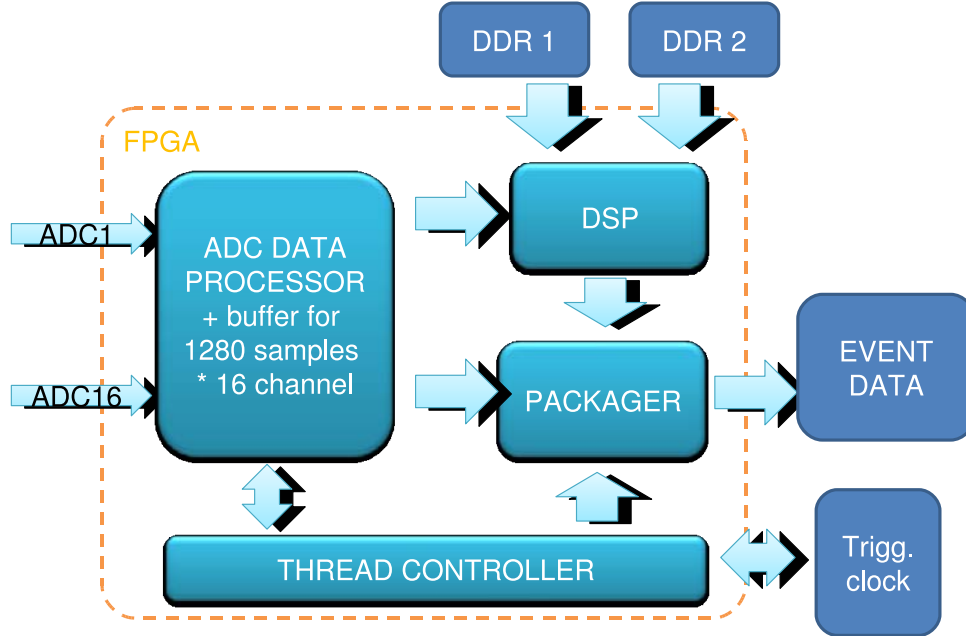 DDR 1
DDR 2
FPGA
ADC1
ADC16
ADC DATA
PROCESSOR
+ buffer for
1280 samples
* 16 channel
DSP
PACKAGER
EVENT
DATA
THREAD CONTROLLER
Trigg.
clock